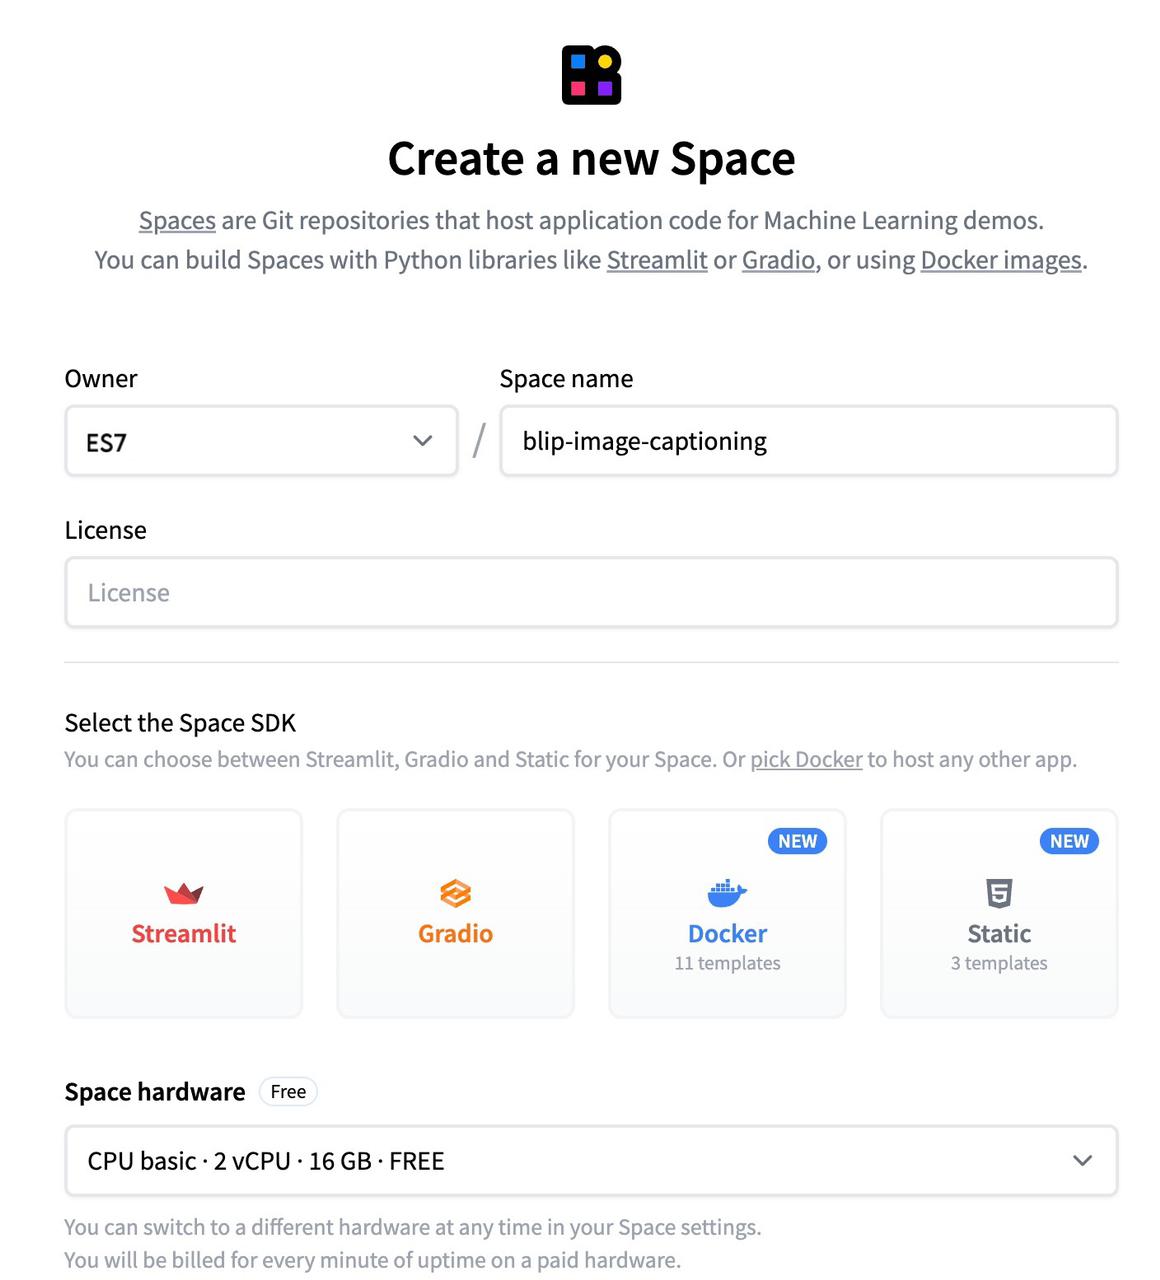 Create a new Space
Spaces are Git repositories that host application code for Machine Learning demos.
You can build Spaces with Python libraries like Streamlit or Gradio, or using Docker images.
Owner
Space name
ES7
/
blip-image-captioning
License
License
Select the Space SDK
You can choose between Streamlit, Gradio and Static for your Space. Or pick Docker to host any other app.
Streamlit
Gradio
NEW
Docker
11 templates
NEW
Static
3 templates
Space hardware Free
CPU basic · 2 vCPU · 16 GB · FREE
You can switch to a different hardware at any time in your Space settings.
You will be billed for every minute of uptime on a paid hardware.